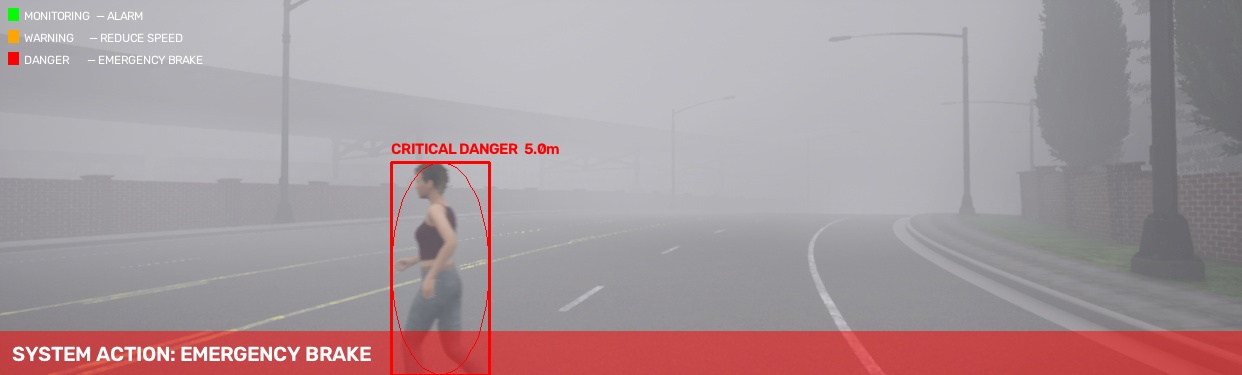 MONITORING – ALARM
WARNING – REDUCE SPEED
DANGER – EMERGENCY BRAKE
CRITICAL DANGER 5.0m
SYSTEM ACTION: EMERGENCY BRAKE